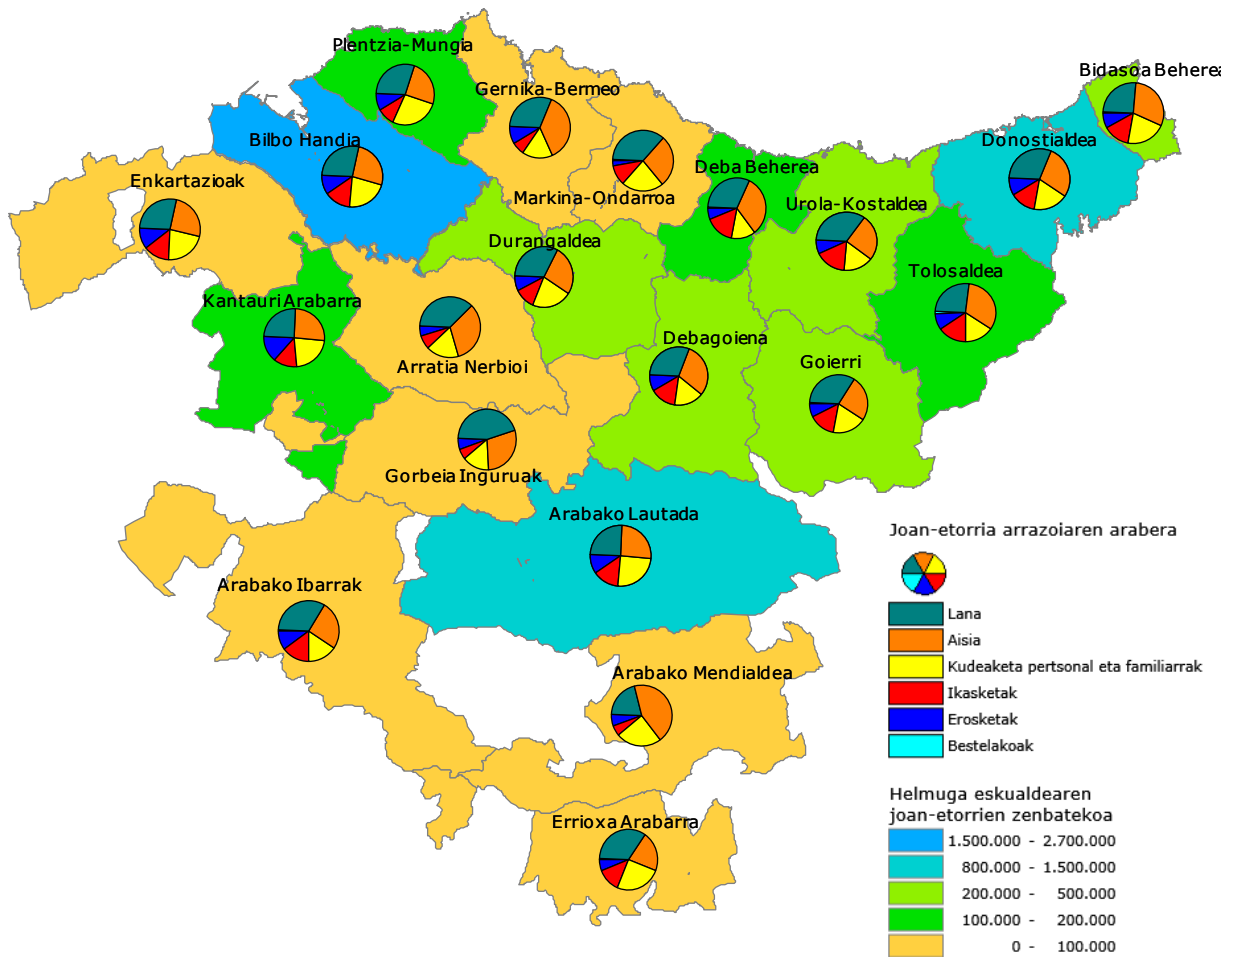 Plentzia-Mungia
Gernika-Bermeo
Bidasoa Beherea
Bilbo Handia
Donostialdea
Deba Beherea
Enkartazioak
Markina-Ondarroa
Urola-Kostaldea
Durangaldea
Tolosaldea
Kantauri Arabarra
Debagoiena
Arratia Nerbioi
Goierri
Gorbeia Inguruak
Arabako Lautada
Arabako Ibarrak
Arabako Mendialdea
Errioxa Arabarra
Joan-etorria arrazoiaren arabera
Lana
Aisia
Kudeaketa pertsonal eta familiarrak
Ikasketak
Erosketak
Bestelakoak
Helmuga eskualdearen
joan-etorrien zenbatekoa
1.500.000 - 2.700.000
800.000 - 1.500.000
200.000 - 500.000
100.000 - 200.000
0 - 100.000